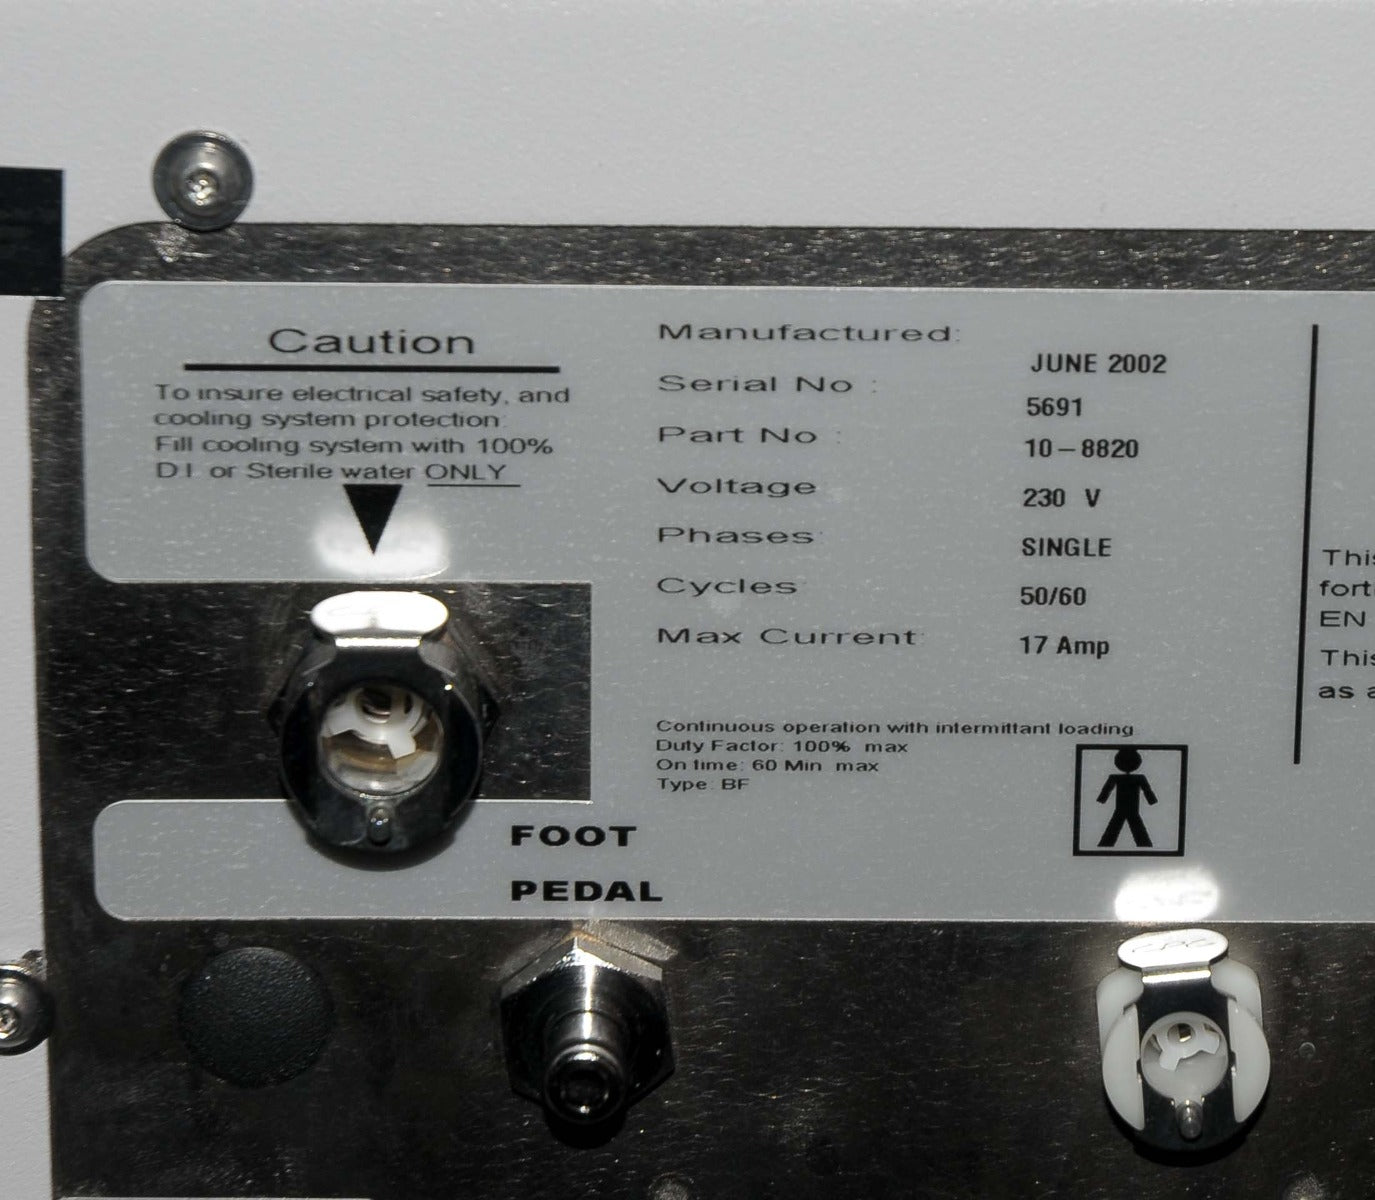 Caution
To insure electrical safety, and
cooling system protection:
Fill cooling system with 100%
D I or Sterile water ONLY
Manufactured: JUNE 2002
Serial No : 5691
Part No : 10-8820
Voltage 230 V
Phases: SINGLE
Cycles 50/60
Max Current: 17 Amp
Continuous operation with intermittant loading
Duty Factor: 100% max
On time: 60 Min max
Type: BF
FOOT
PEDAL
EN
as
CPC